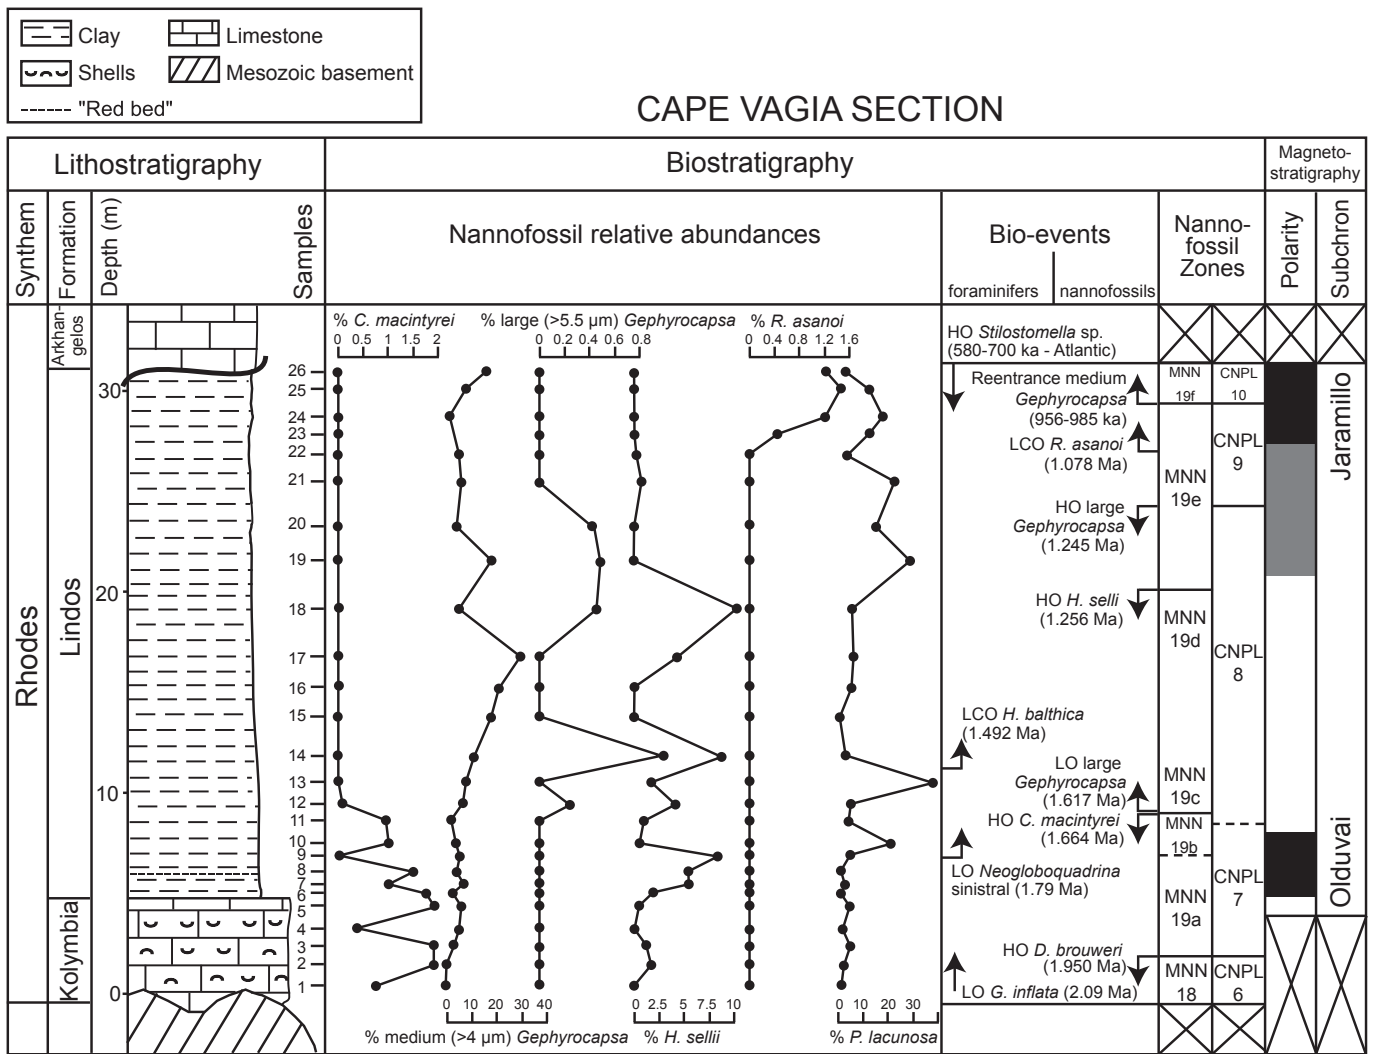 Clay
Limestone
Shells
Mesozoic basement
"Red bed"
CAPE VAGIA SECTION
Lithostratigraphy
Biostratigraphy
Magneto-
stratigraphy
Synthem
Formation
Depth (m)
Samples
Nannofossil relative abundances
Bio-events
foraminifers
nannofossils
Nanno-
fossil
Zones
Polarity
Subchron
Rhodes
Arkhan-
gelos
Lindos
Kolymbia
30
20
10
0
26
25
24
23
22
21
20
19
18
17
16
15
14
13
12
11
10
9
8
7
6
5
4
3
2
1
% C. macintyrei
0 0.5 1 1.5 2
% large (>5.5 µm) Gephyrocapsa
0 0.2 0.4 0.6 0.8
% R. asanoi
0 0.4 0.8 1.2 1.6
0 10 20 30 40
% medium (>4 µm) Gephyrocapsa
0 2.5 5 7.5 10
% H. sellii
0 10 20 30
% P. lacunosa
HO Stilostomella sp.
(580-700 ka - Atlantic)
Reentrance medium
Gephyrocapsa
(956-985 ka)
LCO R. asanoi
(1.078 Ma)
HO large
Gephyrocapsa
(1.245 Ma)
HO H. selli
(1.256 Ma)
LCO H. balthica
(1.492 Ma)
LO large
Gephyrocapsa
(1.617 Ma)
HO C. macintyrei
(1.664 Ma)
LO Neogloboquadrina
sinistral (1.79 Ma)
HO D. brouweri
(1.950 Ma)
LO G. inflata (2.09 Ma)
MNN
19f
MNN
19e
MNN
19d
MNN
19c
MNN
19b
MNN
19a
MNN
18
CNPL
10
CNPL
9
CNPL
8
CNPL
7
CNPL
6
Jaramillo
Olduvai